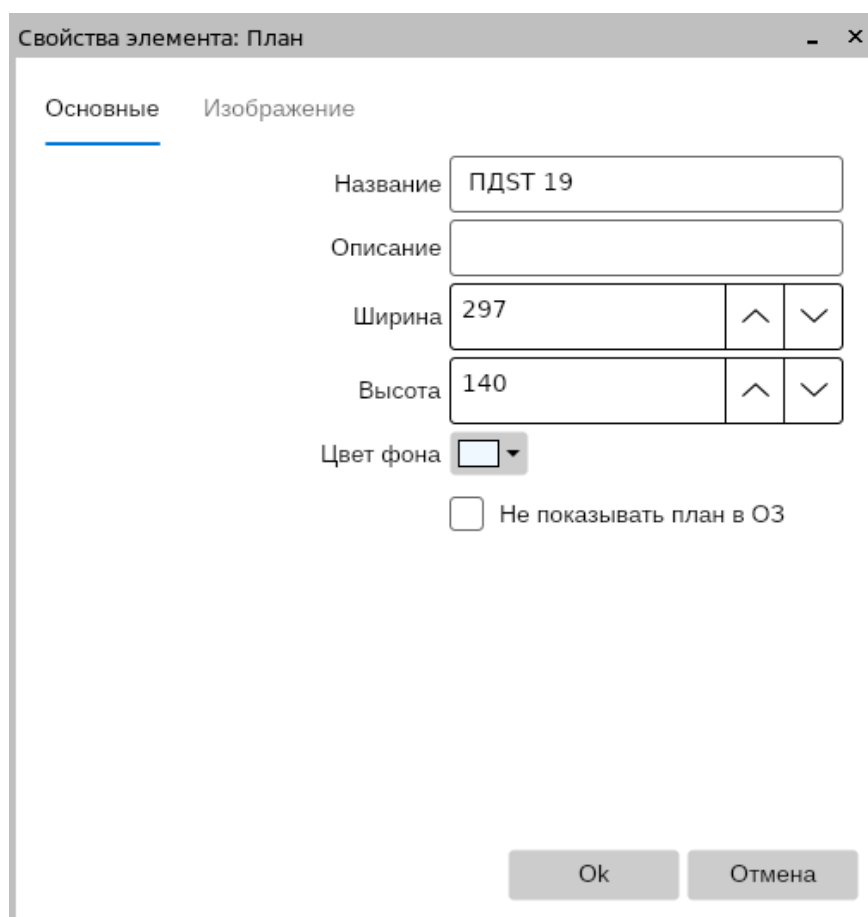 Свойства элемента: План
Основные Изображение
Название ПДST 19
Описание
Ширина 297
Высота 140
Цвет фона
Не показывать план в ОЗ
Ok Отмена